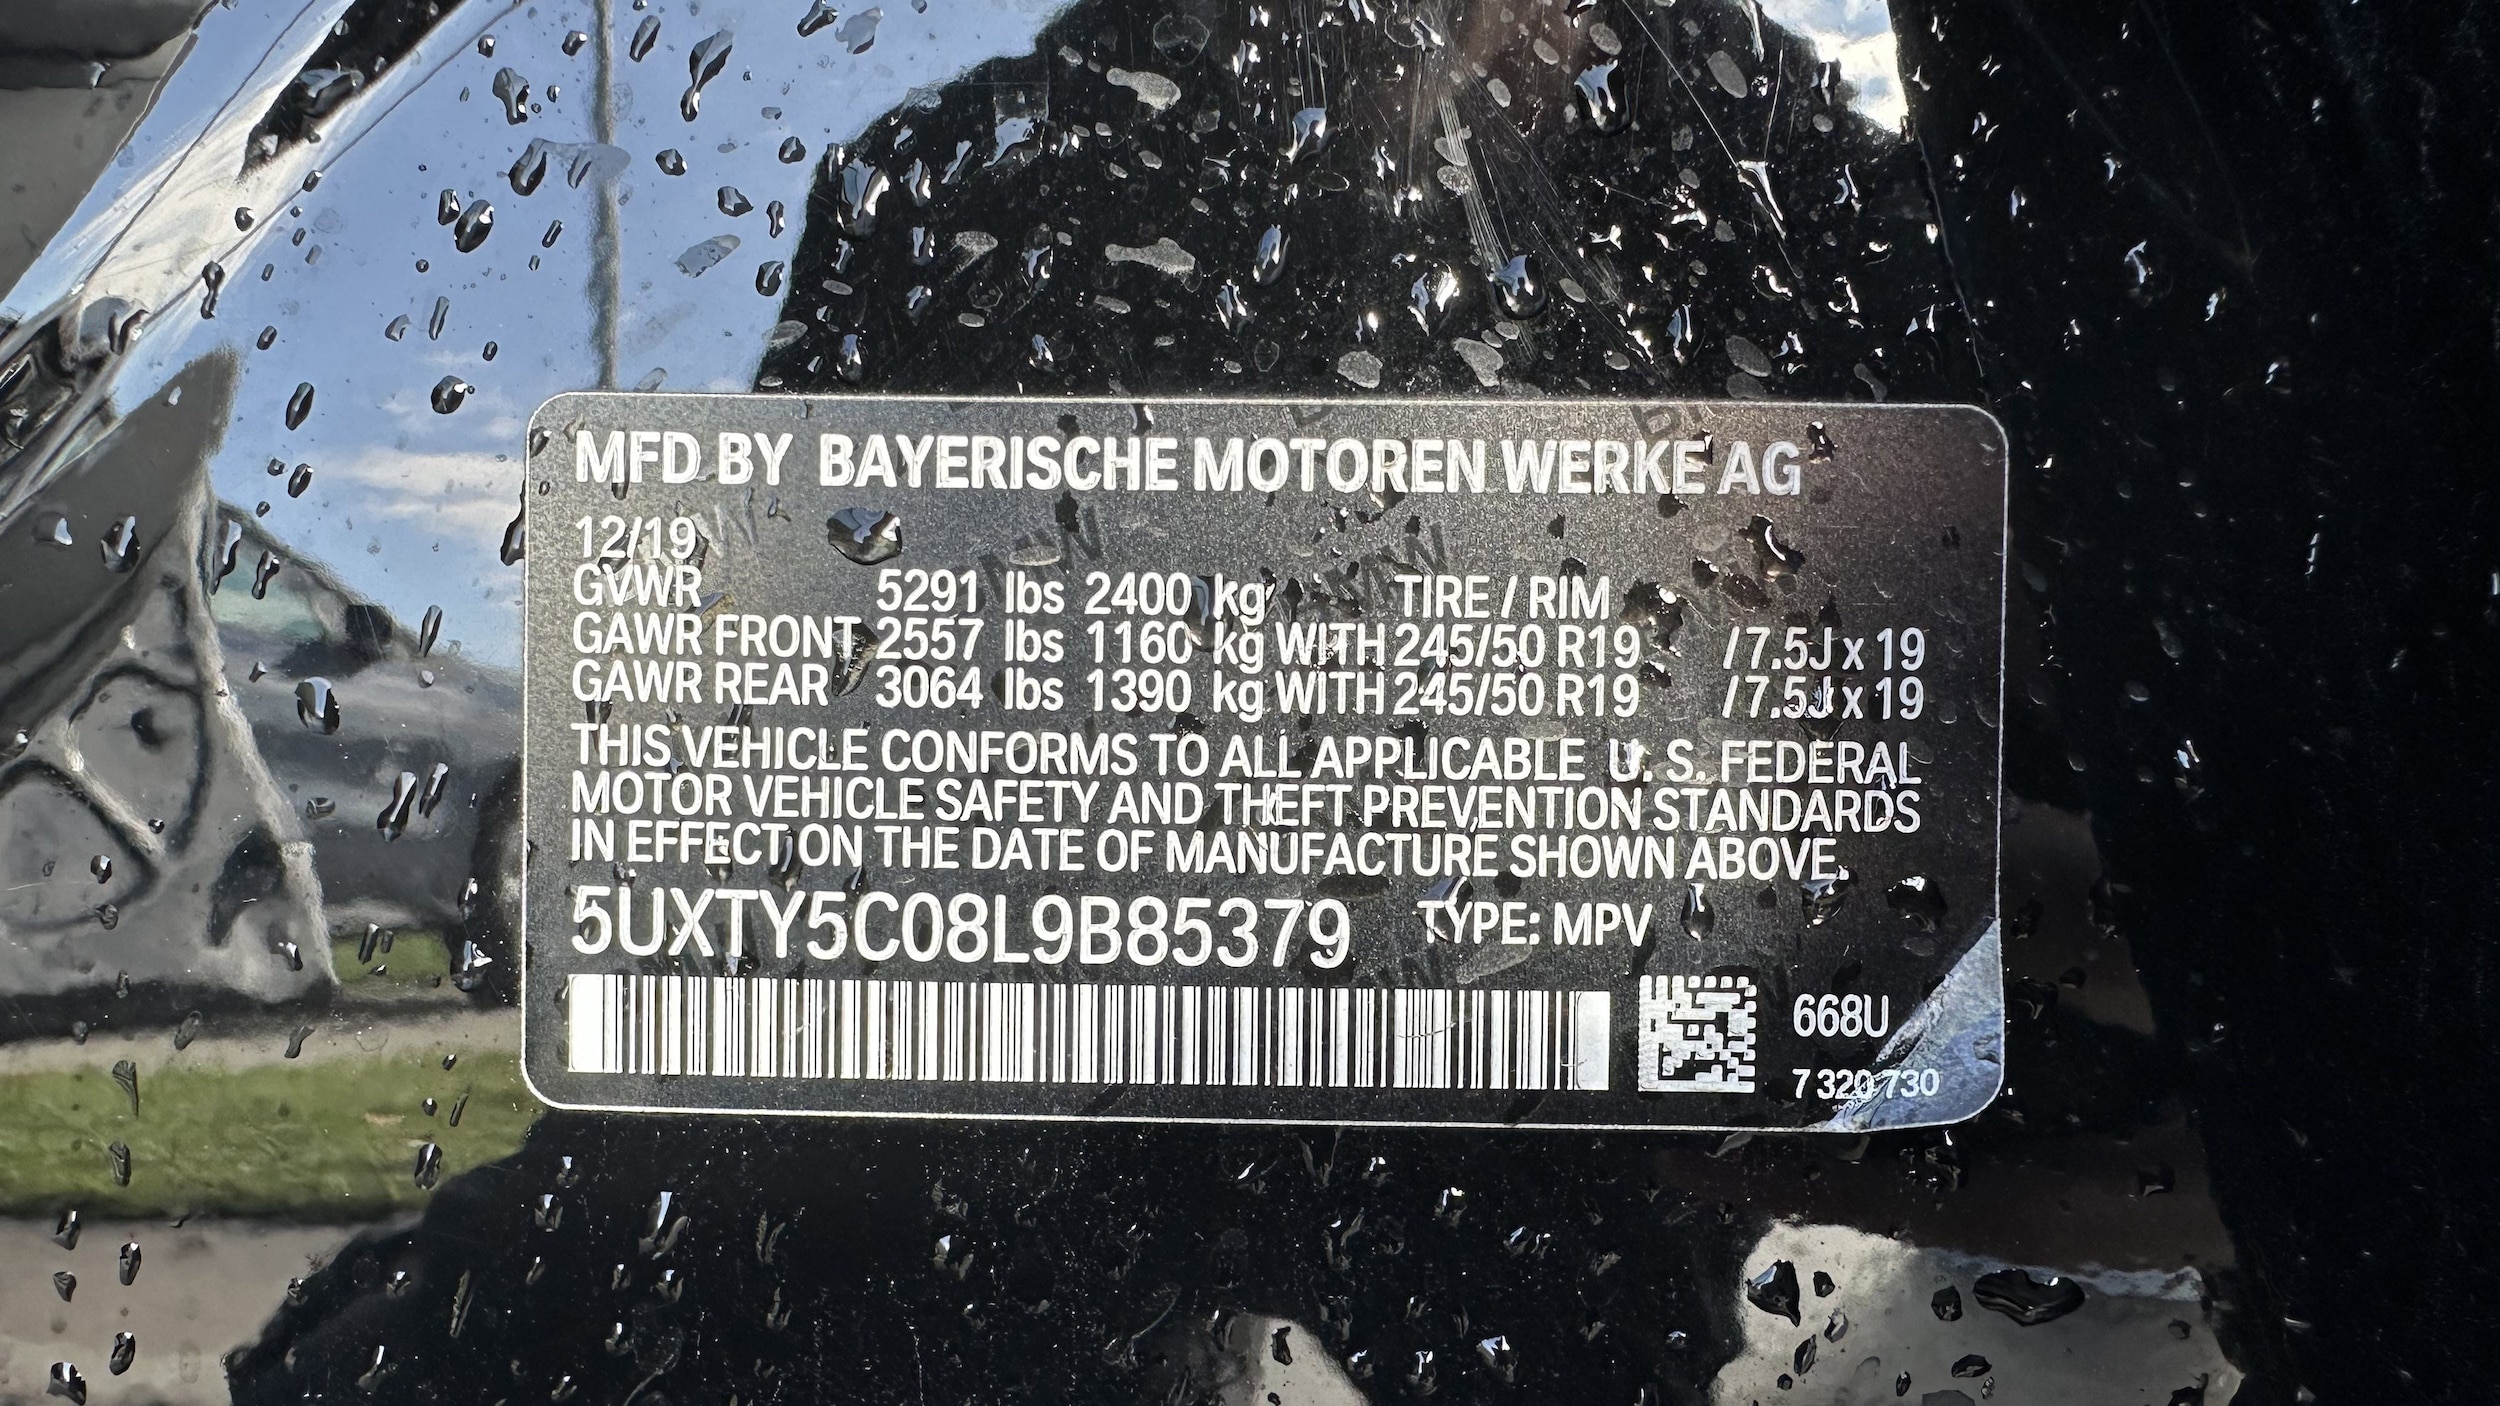 MFD BY BAYERISCHE MOTOREN WERKE AG
12/19
GVWR 5291 lbs 2400 kg TIRE / RIM
GAWR FRONT 2557 lbs 1160 kg WITH 245/50 R19 /7.5J x 19
GAWR REAR 3064 lbs 1390 kg WITH 245/50 R19 /7.5J x 19
THIS VEHICLE CONFORMS TO ALL APPLICABLE U. S. FEDERAL
MOTOR VEHICLE SAFETY AND THEFT PREVENTION STANDARDS
IN EFFECT ON THE DATE OF MANUFACTURE SHOWN ABOVE.
5UXTY5C08L9B85379 TYPE: MPV
668U
7 320 730